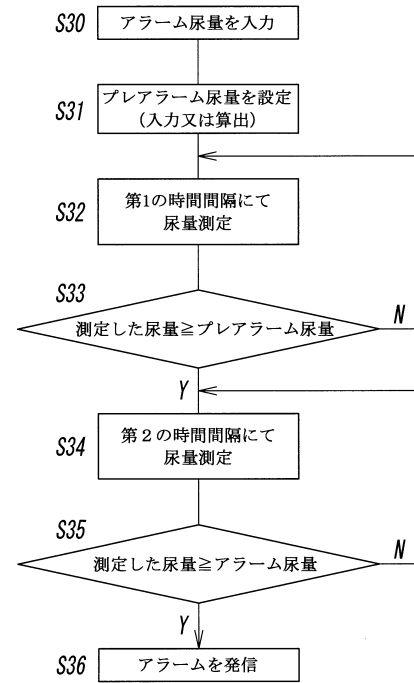 S30 アラーム尿量を入力
S31 プレアラーム尿量を設定
(入力又は算出)
S32 第1の時間間隔にて
尿量測定
S33
測定した尿量≧プレアラーム尿量 N
Y
S34 第２の時間間隔にて
尿量測定
S35
測定した尿量≧アラーム尿量 N
Y
S36 アラームを発信